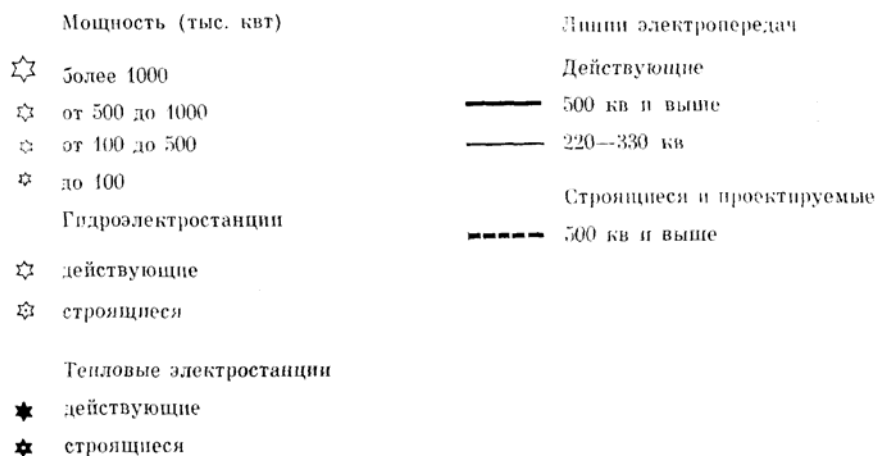 Мощность (тыс. квт)
более 1000
от 500 до 1000
от 100 до 500
до 100
Гидроэлектростанции
действующие
строящиеся
Тепловые электростанции
действующие
строящиеся
Линии электропередач
Действующие
500 кв и выше
220—330 кв
Строящиеся и проектируемые
500 кв и выше